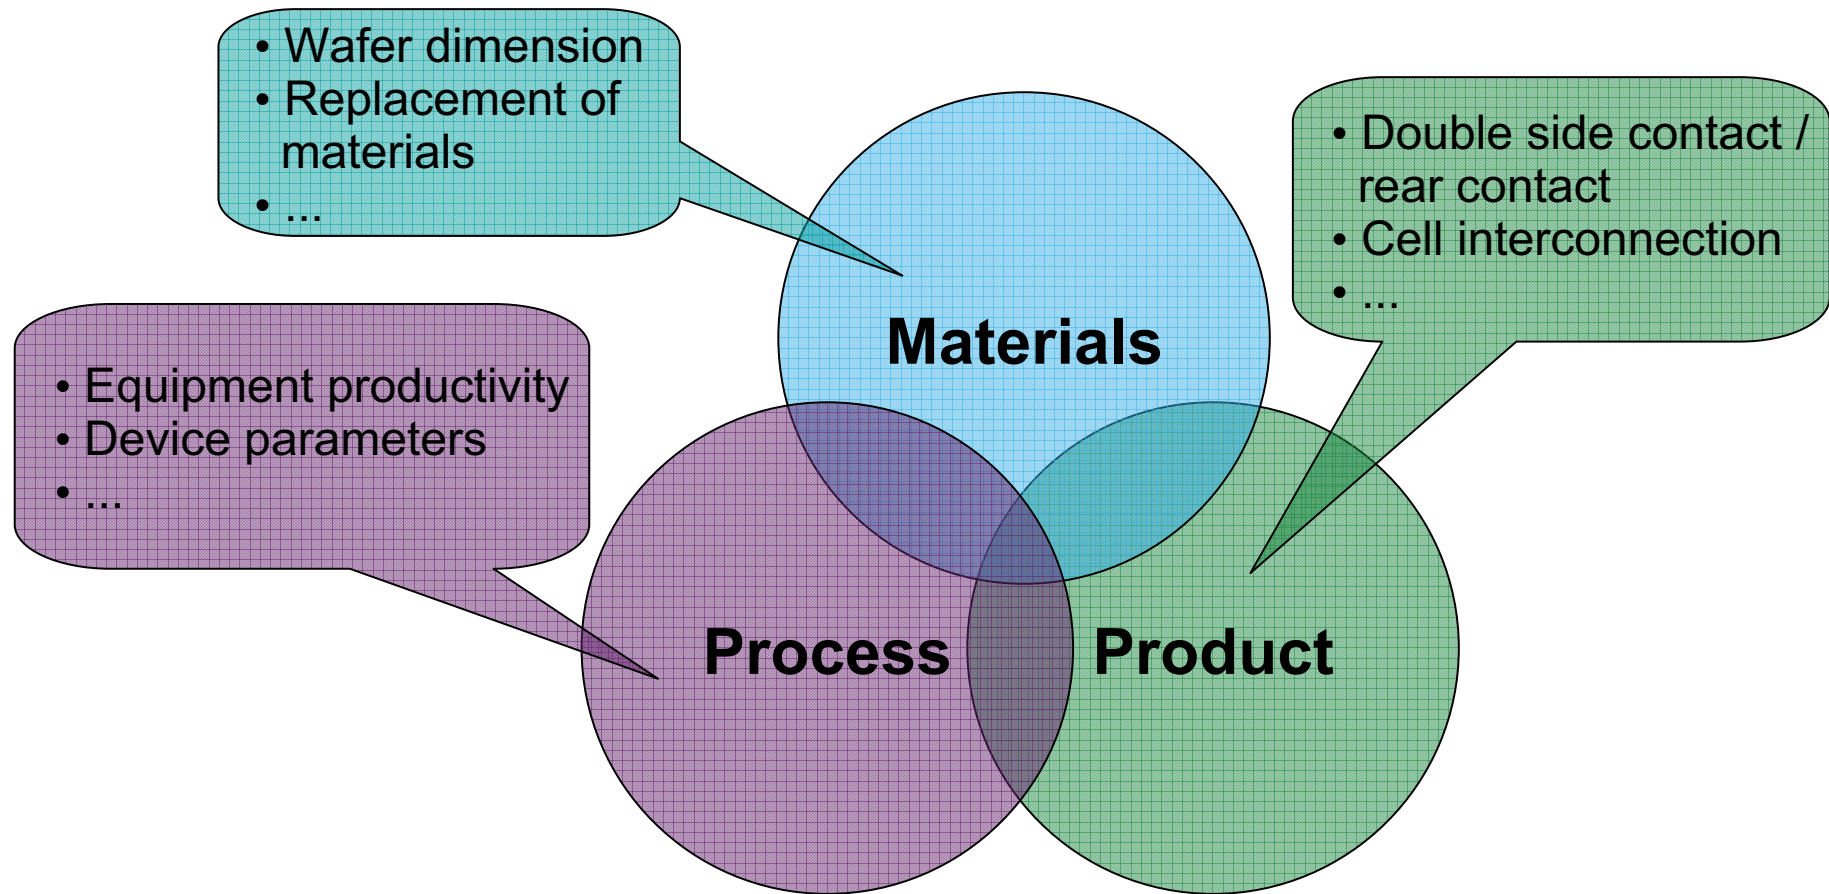 • Wafer dimension
• Replacement of
materials
• ...
• Double side contact /
rear contact
• Cell interconnection
• ...
• Equipment productivity
• Device parameters
• ...
Materials
Process
Product